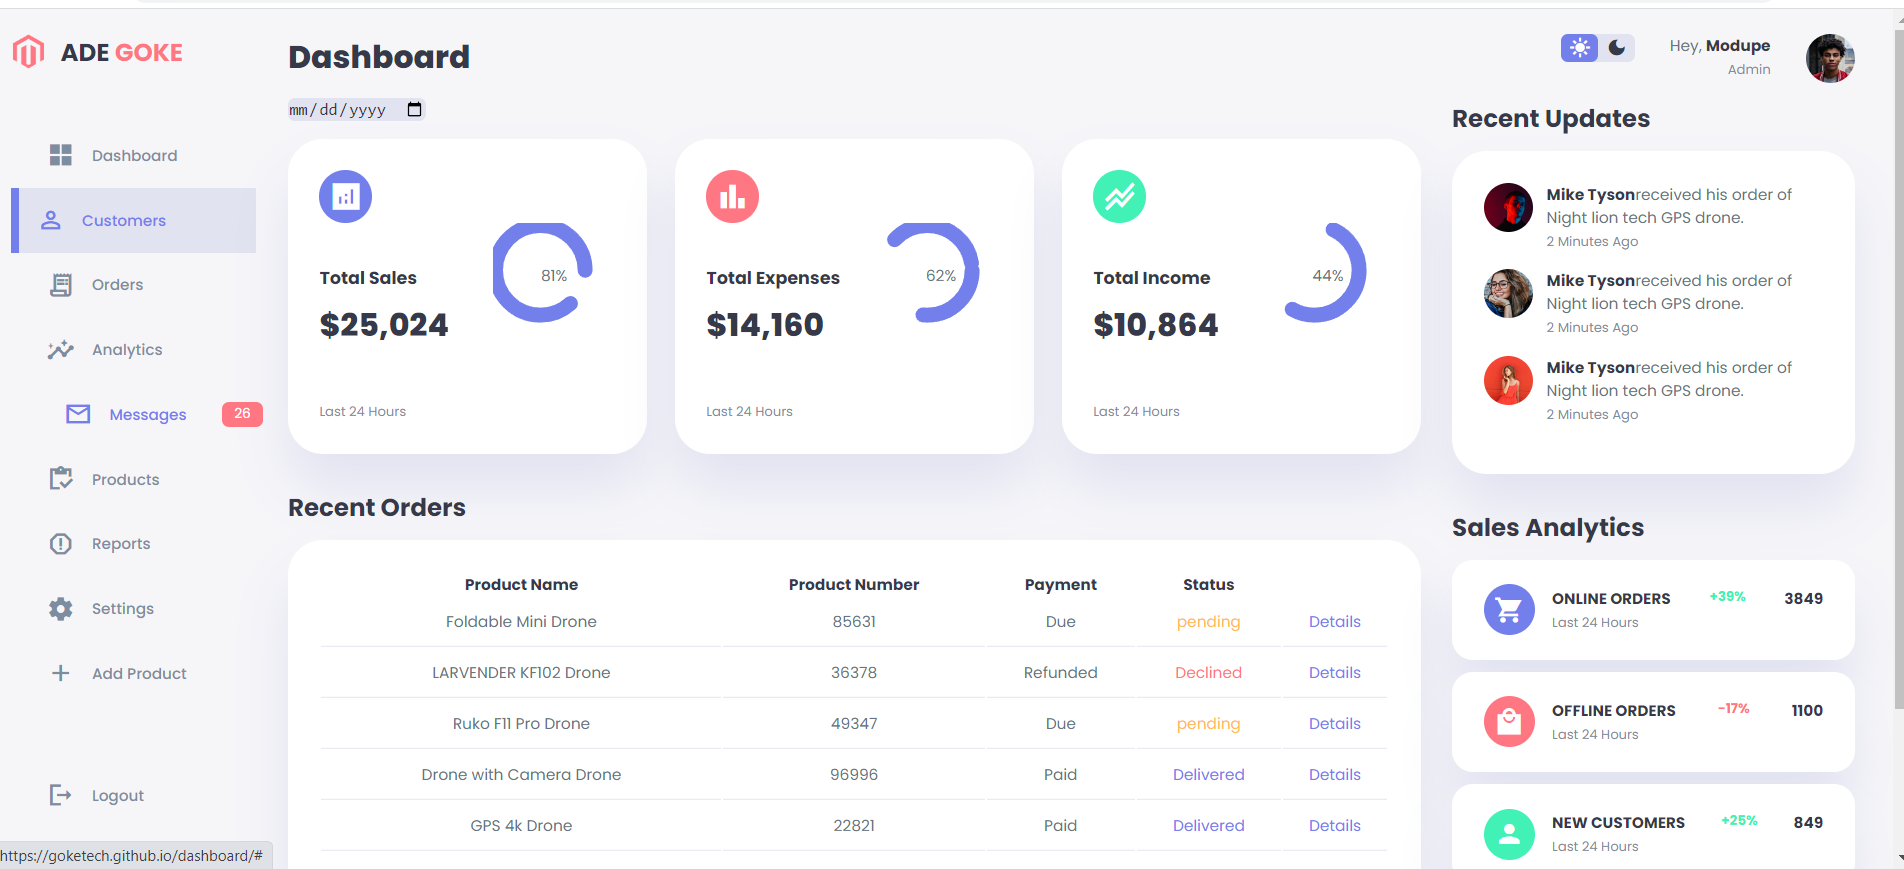 ADE GOKE
Dashboard
Customers
Orders
Analytics
Messages 26
Products
Reports
Settings
Add Product
Logout
https://goketech.github.io/dashboard/#
Dashboard
mm/dd/yyyy
Total Sales
$25,024
81%
Last 24 Hours
Total Expenses
$14,160
62%
Last 24 Hours
Total Income
$10,864
44%
Last 24 Hours
Recent Orders
Product Name Product Number Payment Status
Foldable Mini Drone 85631 Due pending Details
LARVENDER KF102 Drone 36378 Refunded Declined Details
Ruko F11 Pro Drone 49347 Due pending Details
Drone with Camera Drone 96996 Paid Delivered Details
GPS 4k Drone 22821 Paid Delivered Details
Hey, Modupe
Admin
Recent Updates
Mike Tysonreceived his order of
Night lion tech GPS drone.
2 Minutes Ago
Mike Tysonreceived his order of
Night lion tech GPS drone.
2 Minutes Ago
Mike Tysonreceived his order of
Night lion tech GPS drone.
2 Minutes Ago
Sales Analytics
ONLINE ORDERS +39% 3849
Last 24 Hours
OFFLINE ORDERS -17% 1100
Last 24 Hours
NEW CUSTOMERS +25% 849
Last 24 Hours